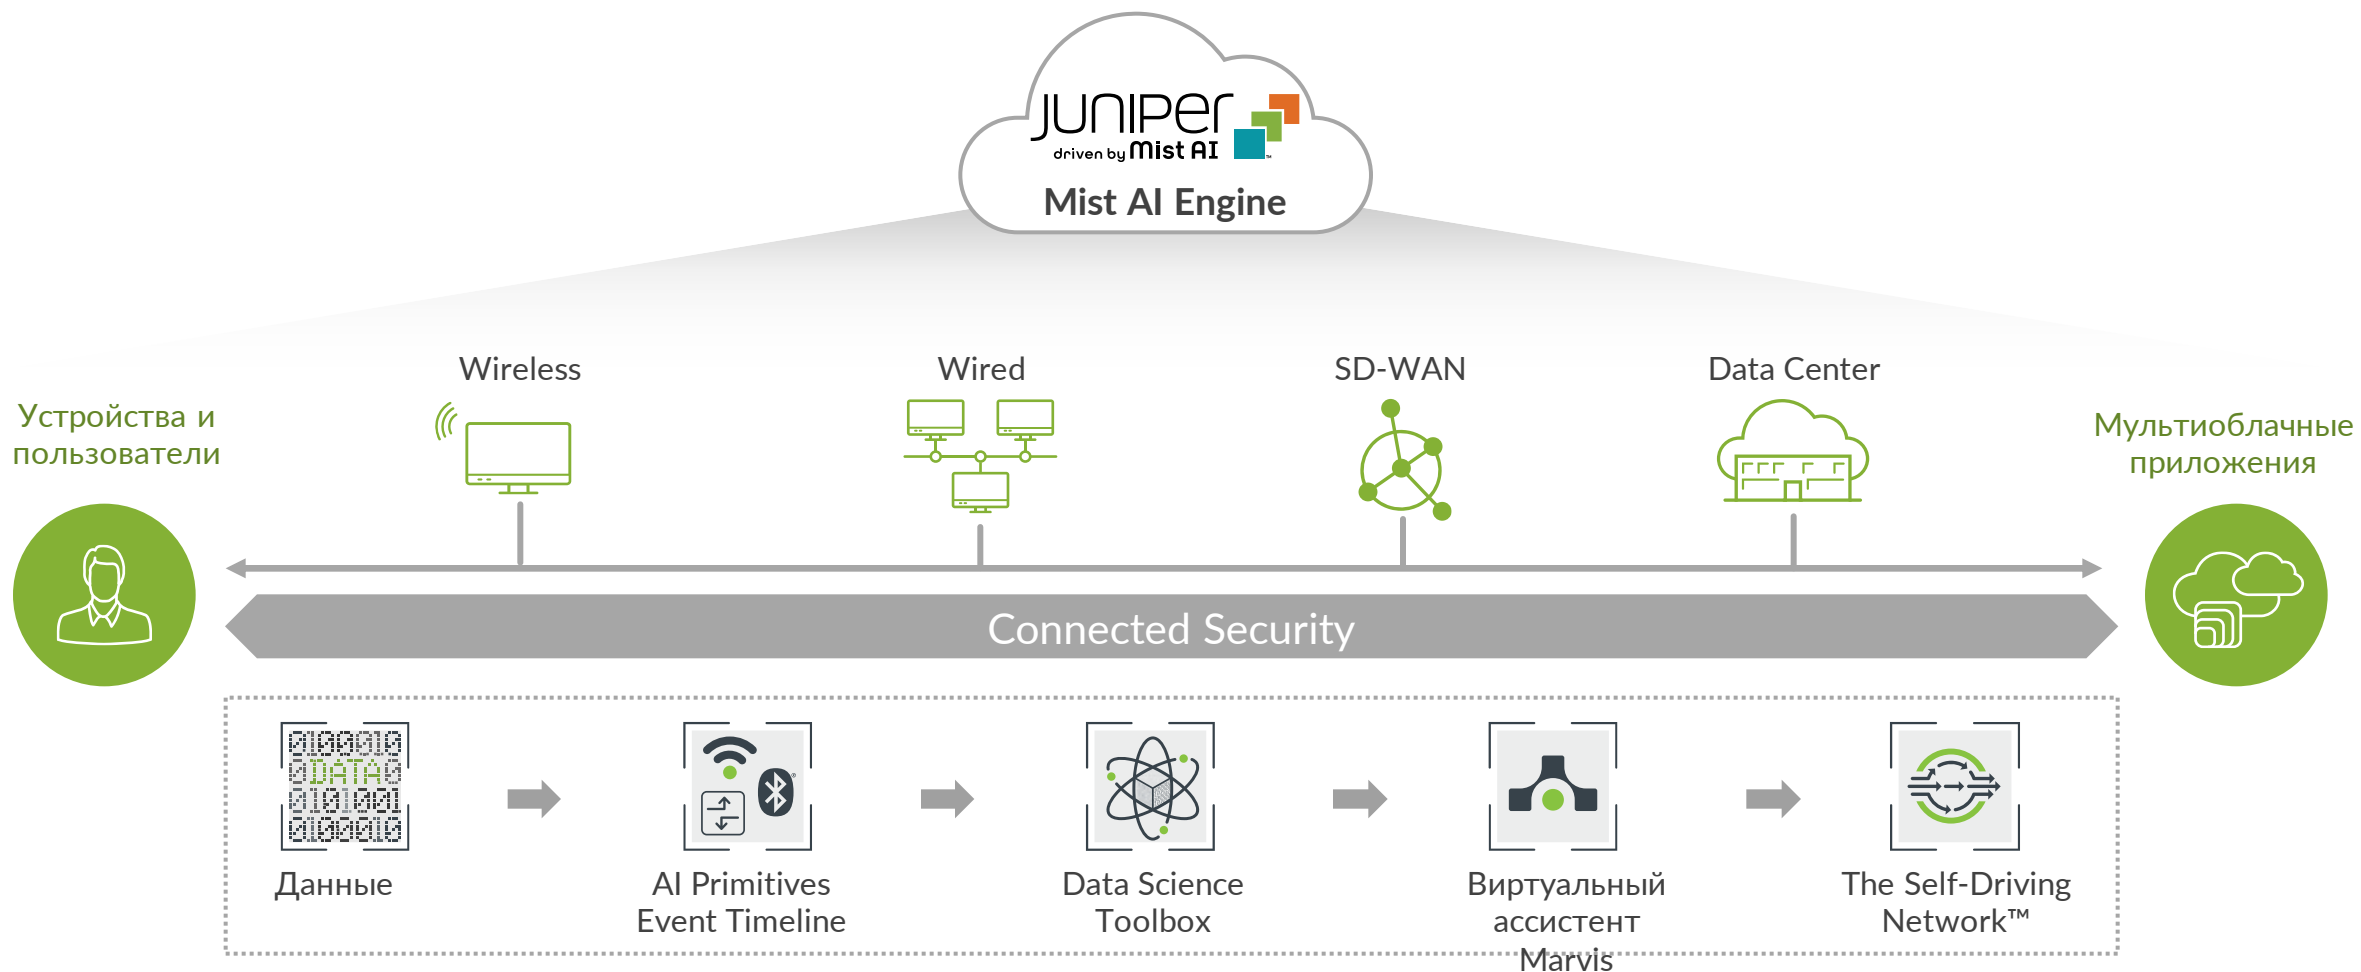 JUNIPer
driven by Mist AI
™
Mist AI Engine
Wireless
Wired
SD-WAN
Data Center
Устройства и
пользователи
Мультиоблачные
приложения
Connected Security
0100010
0DATA0
0101001
0100010
Данные
AI Primitives
Event Timeline
Data Science
Toolbox
Виртуальный
ассистент
Marvis
The Self-Driving
Network™